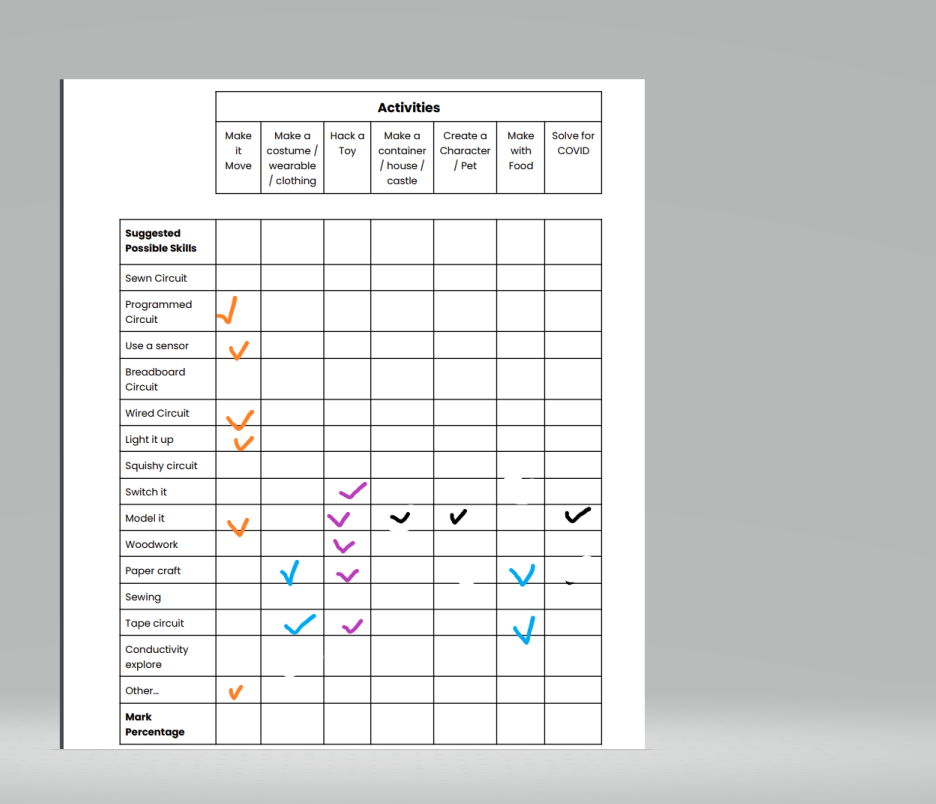 Activities
Make it Move
Make a costume / wearable / clothing
Hack a Toy
Make a container / house / castle
Create a Character / Pet
Make with Food
Solve for COVID
Suggested Possible Skills
Sewn Circuit
Programmed Circuit
Use a sensor
Breadboard Circuit
Wired Circuit
Light it up
Squishy circuit
Switch it
Model it
Woodwork
Paper craft
Sewing
Tape circuit
Conductivity explore
Other...
Mark Percentage